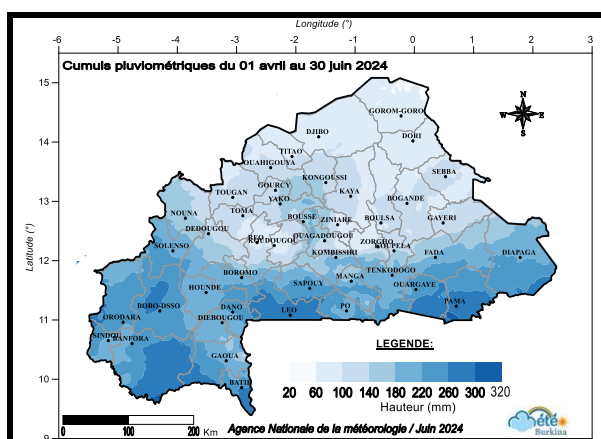 Longitude (°)
-6 -5 -4 -3 -2 -1 0 1 2 3
Cumuls pluviométriques du 01 avril au 30 juin 2024
15
N
W E
S
GOROM-GORO
DJIBO
14
DORI
TITAO
OUAHIGOUYA
KONGOUSSI
SEBBA
GOURCY
KAYA
TOUGAN
YAKO
BOGANDE
13
NOUNA
TOMA
BOUSSE
ZINIARE
BOULSA
GAYERI
DEDOUGOU
OUAGADOUGOU
KOUDOUGOU
ZORGHO
SOLENSO
KOMBISSIRI
FADA
DIAPAGA
12
Latitude (°)
BOROMO
TENKODOGO
MANGA
HOUNDE
SAPOUY
OUARGAYE
BOBO-DSSO
DANO
LEO
PO
PAMA
11
ORODARA
DIEBOUGOU
SINDOU
BANFORA
LEGENDE:
GAOUA
10
BATIE
20 60 100 140 180 220 260 300 320
Hauteur (mm)
0 100 200 Km
Agence Nationale de la météorologie / Juin 2024
météo
Burkina
9